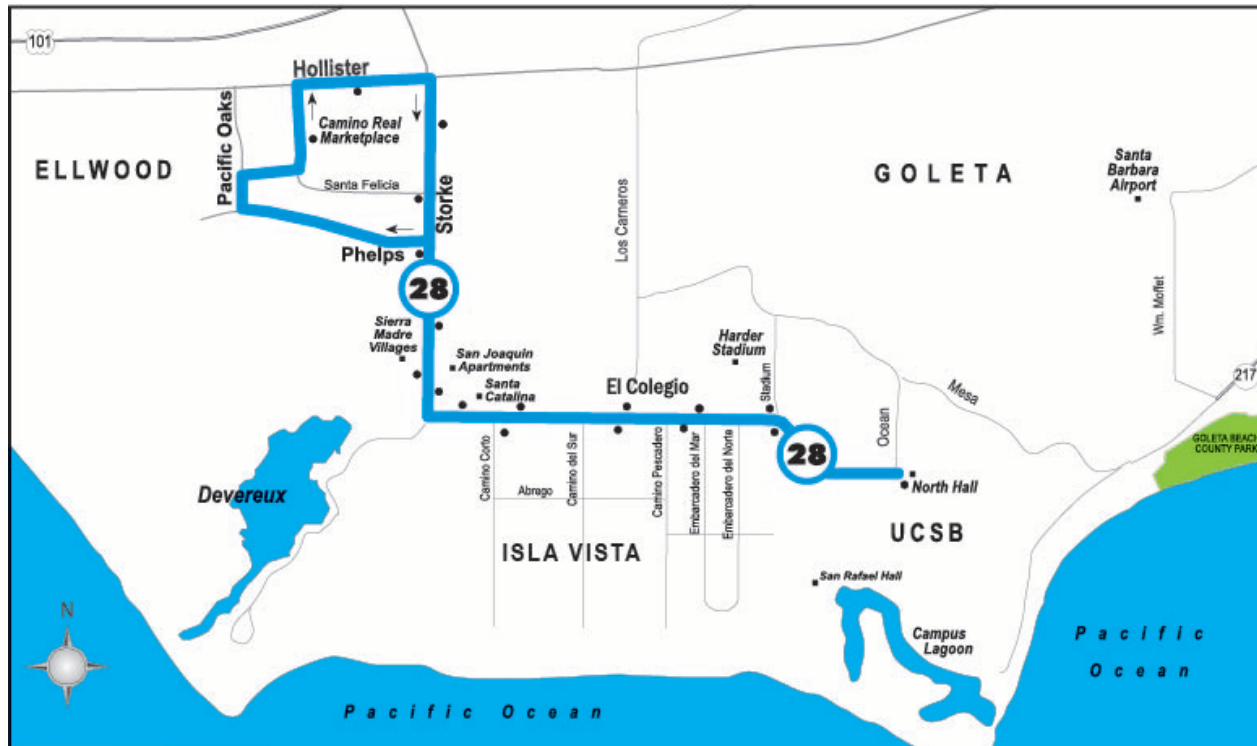 101
Hollister
Pacific Oaks
Camino Real
Marketplace
ELLWOOD
Santa Felicia
Storke
Phelps
28
GOLETA
Santa
Barbara
Airport
Los Carneros
Wm. Moffet
217
Sierra
Madre
Villages
San Joaquin
Apartments
Santa
Catalina
El Colegio
Harder
Stadium
Stadium
Ocean
Mesa
GOLETA BEACH
COUNTY PARK
28
North Hall
Devereux
Camino Corto
Abrego
Camino del Sur
Camino Pescadero
Embarcadero del Mar
Embarcadero del Norte
ISLA VISTA
UCSB
San Rafael Hall
Campus
Lagoon
N
Pacific
Ocean
Pacific Ocean